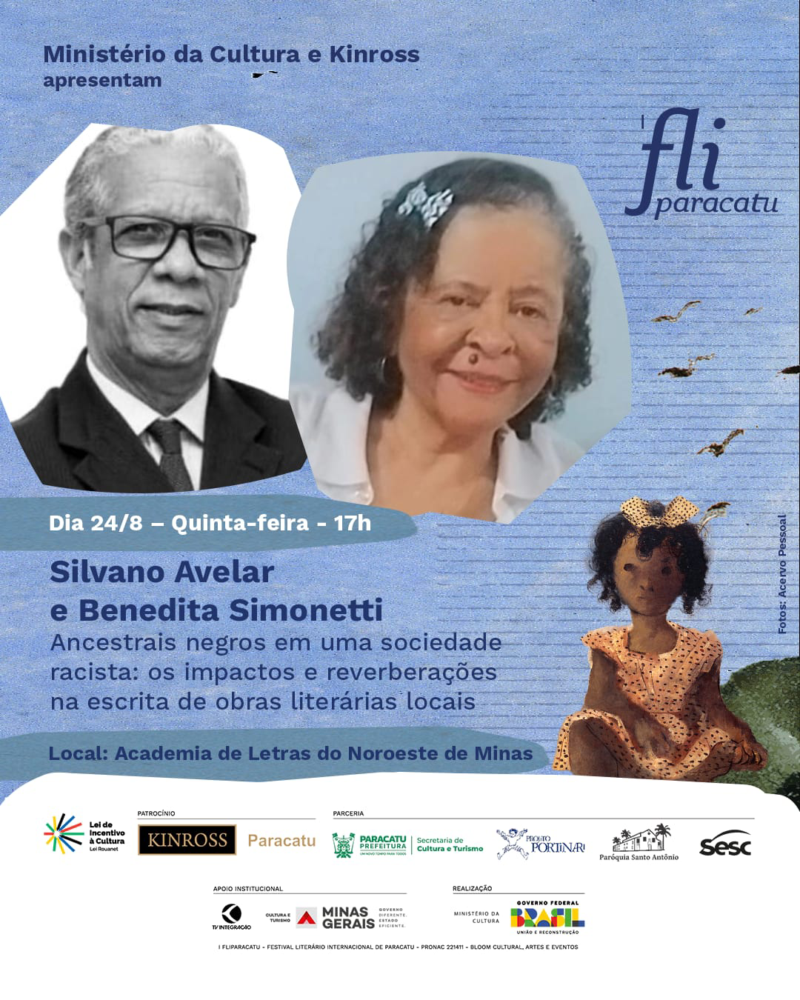 Ministério da Cultura e Kinross
apresentam
I fli
paracatu
Dia 24/8 – Quinta-feira - 17h
Silvano Avelar
e Benedita Simonetti
Ancestrais negros em uma sociedade
racista: os impactos e reverberações
na escrita de obras literárias locais
Local: Academia de Letras do Noroeste de Minas
Fotos: Acervo Pessoal
Lei de
Incentivo
à Cultura
Lei Rouanet
PATROCÍNIO
KINROSS
Paracatu
PARCERIA
PARACATU
PREFEITURA
UM NOVO TEMPO PARA TODOS
Secretaria de
Cultura e Turismo
PROJETO
PORTINARI
Paróquia Santo Antônio
Sesc
APOIO INSTITUCIONAL
TV INTEGRAÇÃO
CULTURA E
TURISMO
MINAS
GERAIS
GOVERNO
DIFERENTE.
ESTADO
EFICIENTE.
REALIZAÇÃO
MINISTÉRIO DA
CULTURA
GOVERNO FEDERAL
BRASIL
UNIÃO E RECONSTRUÇÃO
I FLIPARACATU - FESTIVAL LITERÁRIO INTERNACIONAL DE PARACATU - PRONAC 221411 - BLOOM CULTURAL, ARTES E EVENTOS